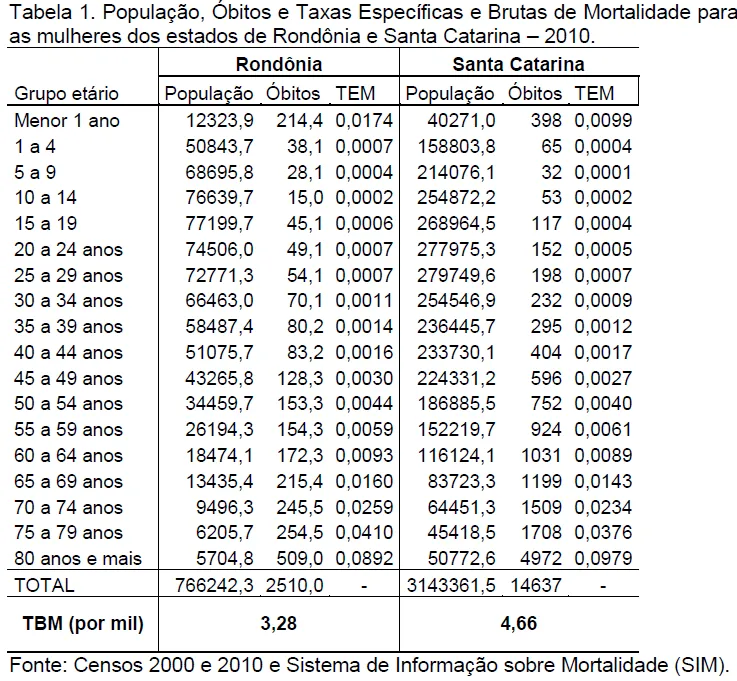 Tabela 1. População, Óbitos e Taxas Específicas e Brutas de Mortalidade para
as mulheres dos estados de Rondônia e Santa Catarina – 2010.
Rondônia Santa Catarina
Grupo etário População Óbitos TEM População Óbitos TEM
Menor 1 ano 12323,9 214,4 0,0174 40271,0 398 0,0099
1 a 4 50843,7 38,1 0,0007 158803,8 65 0,0004
5 a 9 68695,8 28,1 0,0004 214076,1 32 0,0001
10 a 14 76639,7 15,0 0,0002 254872,2 53 0,0002
15 a 19 77199,7 45,1 0,0006 268964,5 117 0,0004
20 a 24 anos 74506,0 49,1 0,0007 277975,3 152 0,0005
25 a 29 anos 72771,3 54,1 0,0007 279749,6 198 0,0007
30 a 34 anos 66463,0 70,1 0,0011 254546,9 232 0,0009
35 a 39 anos 58487,4 80,2 0,0014 236445,7 295 0,0012
40 a 44 anos 51075,7 83,2 0,0016 233730,1 404 0,0017
45 a 49 anos 43265,8 128,3 0,0030 224331,2 596 0,0027
50 a 54 anos 34459,7 153,3 0,0044 186885,5 752 0,0040
55 a 59 anos 26194,3 154,3 0,0059 152219,7 924 0,0061
60 a 64 anos 18474,1 172,3 0,0093 116124,1 1031 0,0089
65 a 69 anos 13435,4 215,4 0,0160 83723,3 1199 0,0143
70 a 74 anos 9496,3 245,5 0,0259 64451,3 1509 0,0234
75 a 79 anos 6205,7 254,5 0,0410 45418,5 1708 0,0376
80 anos e mais 5704,8 509,0 0,0892 50772,6 4972 0,0979
TOTAL 766242,3 2510,0 - 3143361,5 14637 -
TBM (por mil) 3,28 4,66
Fonte: Censos 2000 e 2010 e Sistema de Informação sobre Mortalidade (SIM).